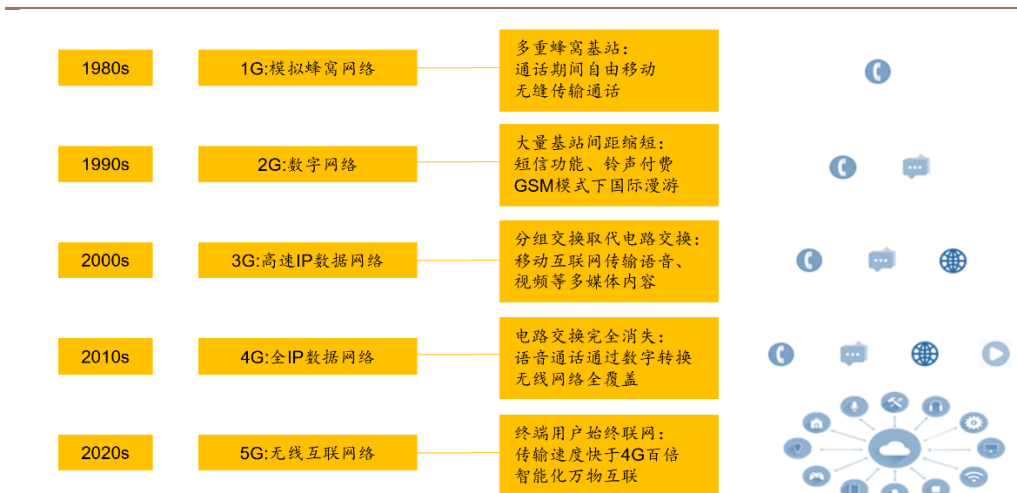 1980s
1G:模拟蜂窝网络
多重蜂窝基站：
通话期间自由移动
无缝传输通话
1990s
2G:数字网络
大量基站间距缩短：
短信功能、铃声付费
GSM模式下国际漫游
2000s
3G:高速IP数据网络
分组交换取代电路交换：
移动互联网传输语音、
视频等多媒体内容
2010s
4G:全IP数据网络
电路交换完全消失：
语音通话通过数字转换
无线网络全覆盖
2020s
5G:无线互联网络
终端用户始终联网：
传输速度快于4G百倍
智能化万物互联